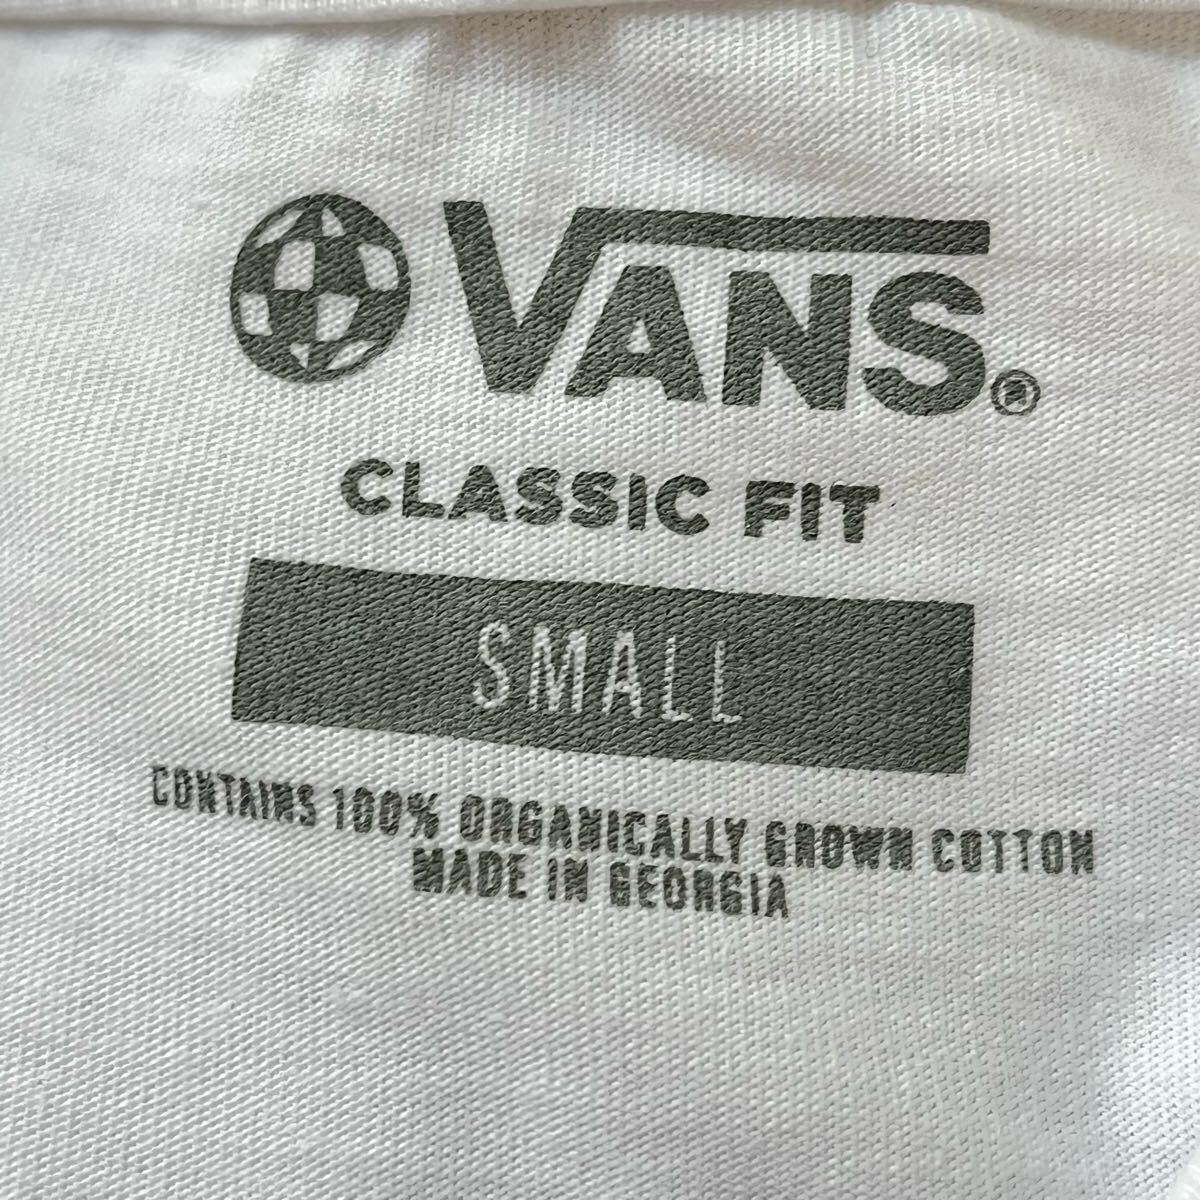 VANS®
CLASSIC FIT
SMALL
CONTAINS 100% ORGANICALLY GROWN COTTON
MADE IN GEORGIA